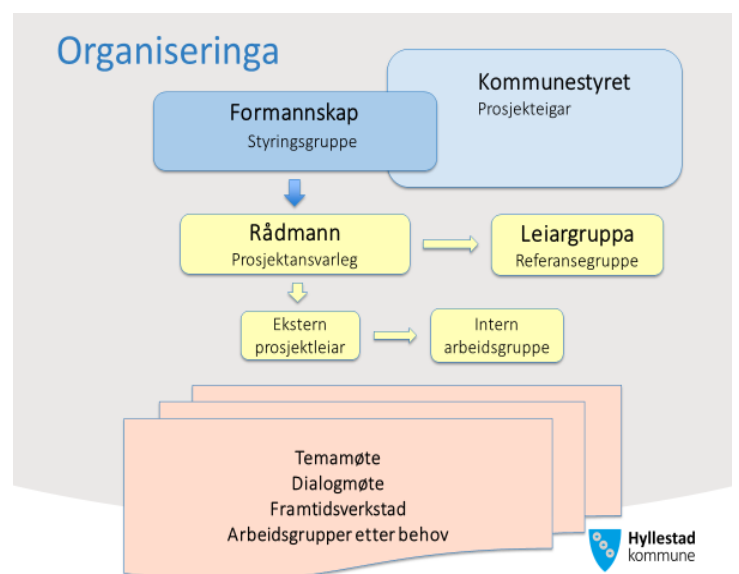 Organiseringa
Kommunestyret
Prosjekteigar
Formannskap
Styringsgruppe
Rådmann
Prosjektansvarleg
Leiargruppa
Referansegruppe
Ekstern
prosjektleiar
Intern
arbeidsgruppe
Temamøte
Dialogmøte
Framtidsverkstad
Arbeidsgrupper etter behov
Hyllestad
kommune